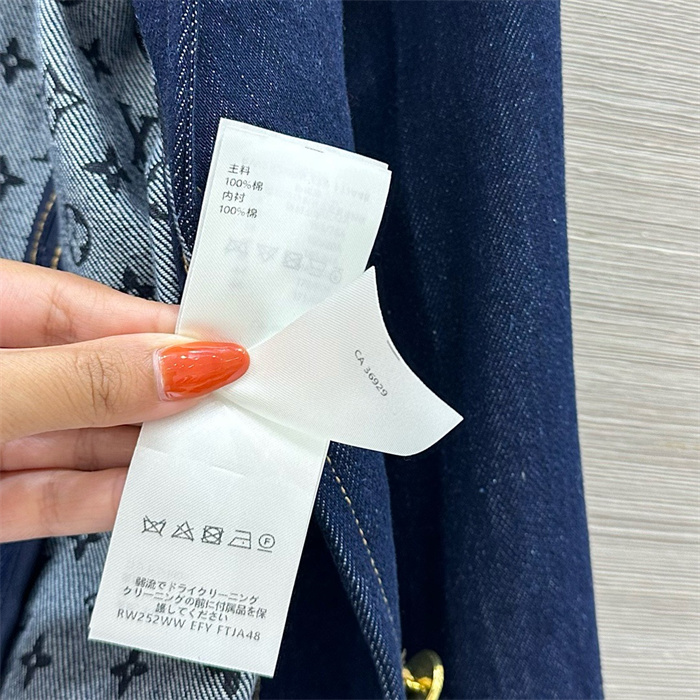 主料
100%棉
内衬
100%棉
CA 36929
F
弱流でドライクリーニング
クリーニングの前に付属品を保
護してください
RW252WW EFY FTJA48